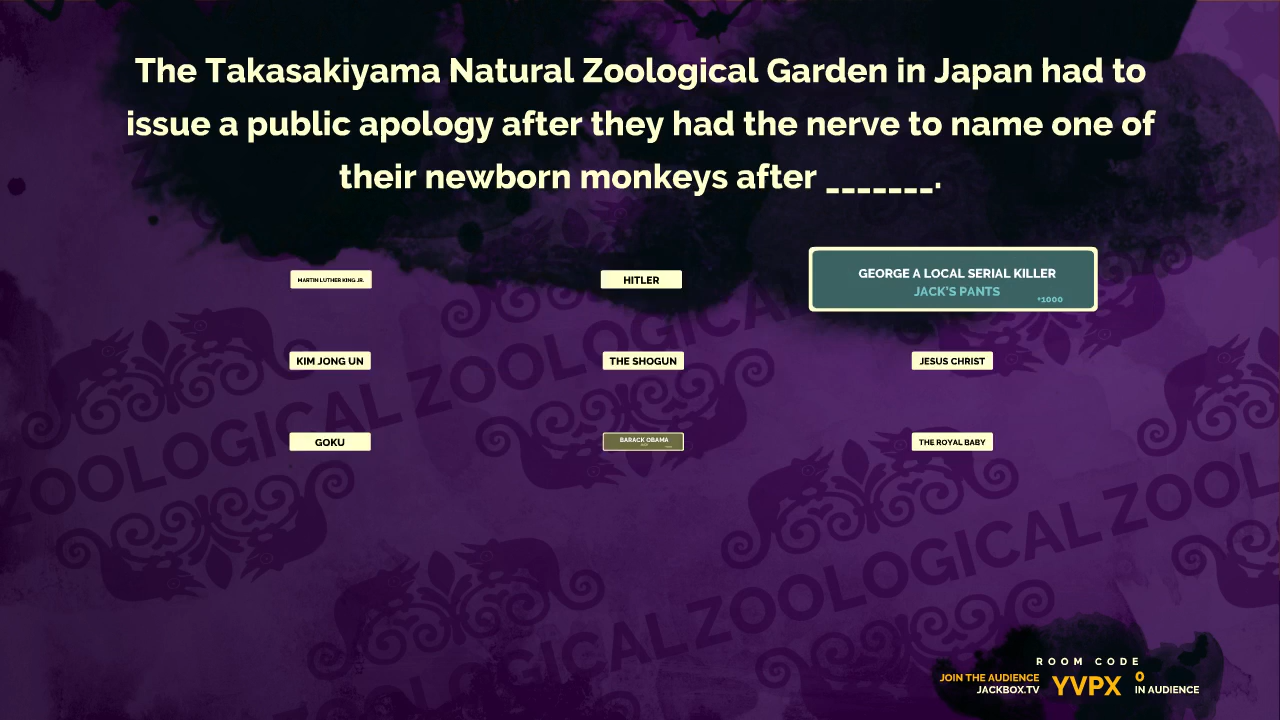 The Takasakiyama Natural Zoological Garden in Japan had to
issue a public apology after they had the nerve to name one of
their newborn monkeys after _______.
MARTIN LUTHER KING JR.
HITLER
GEORGE A LOCAL SERIAL KILLER
JACK'S PANTS
+1000
KIM JONG UN
THE SHOGUN
JESUS CHRIST
GOKU
BARACK OBAMA
THE ROYAL BABY
ZOOLOGICAL ZOOLOGICAL
ZOOLOGICAL ZOOLOGICAL ZOOL
ROOM CODE
JOIN THE AUDIENCE
JACKBOX.TV
YVPX
0
IN AUDIENCE